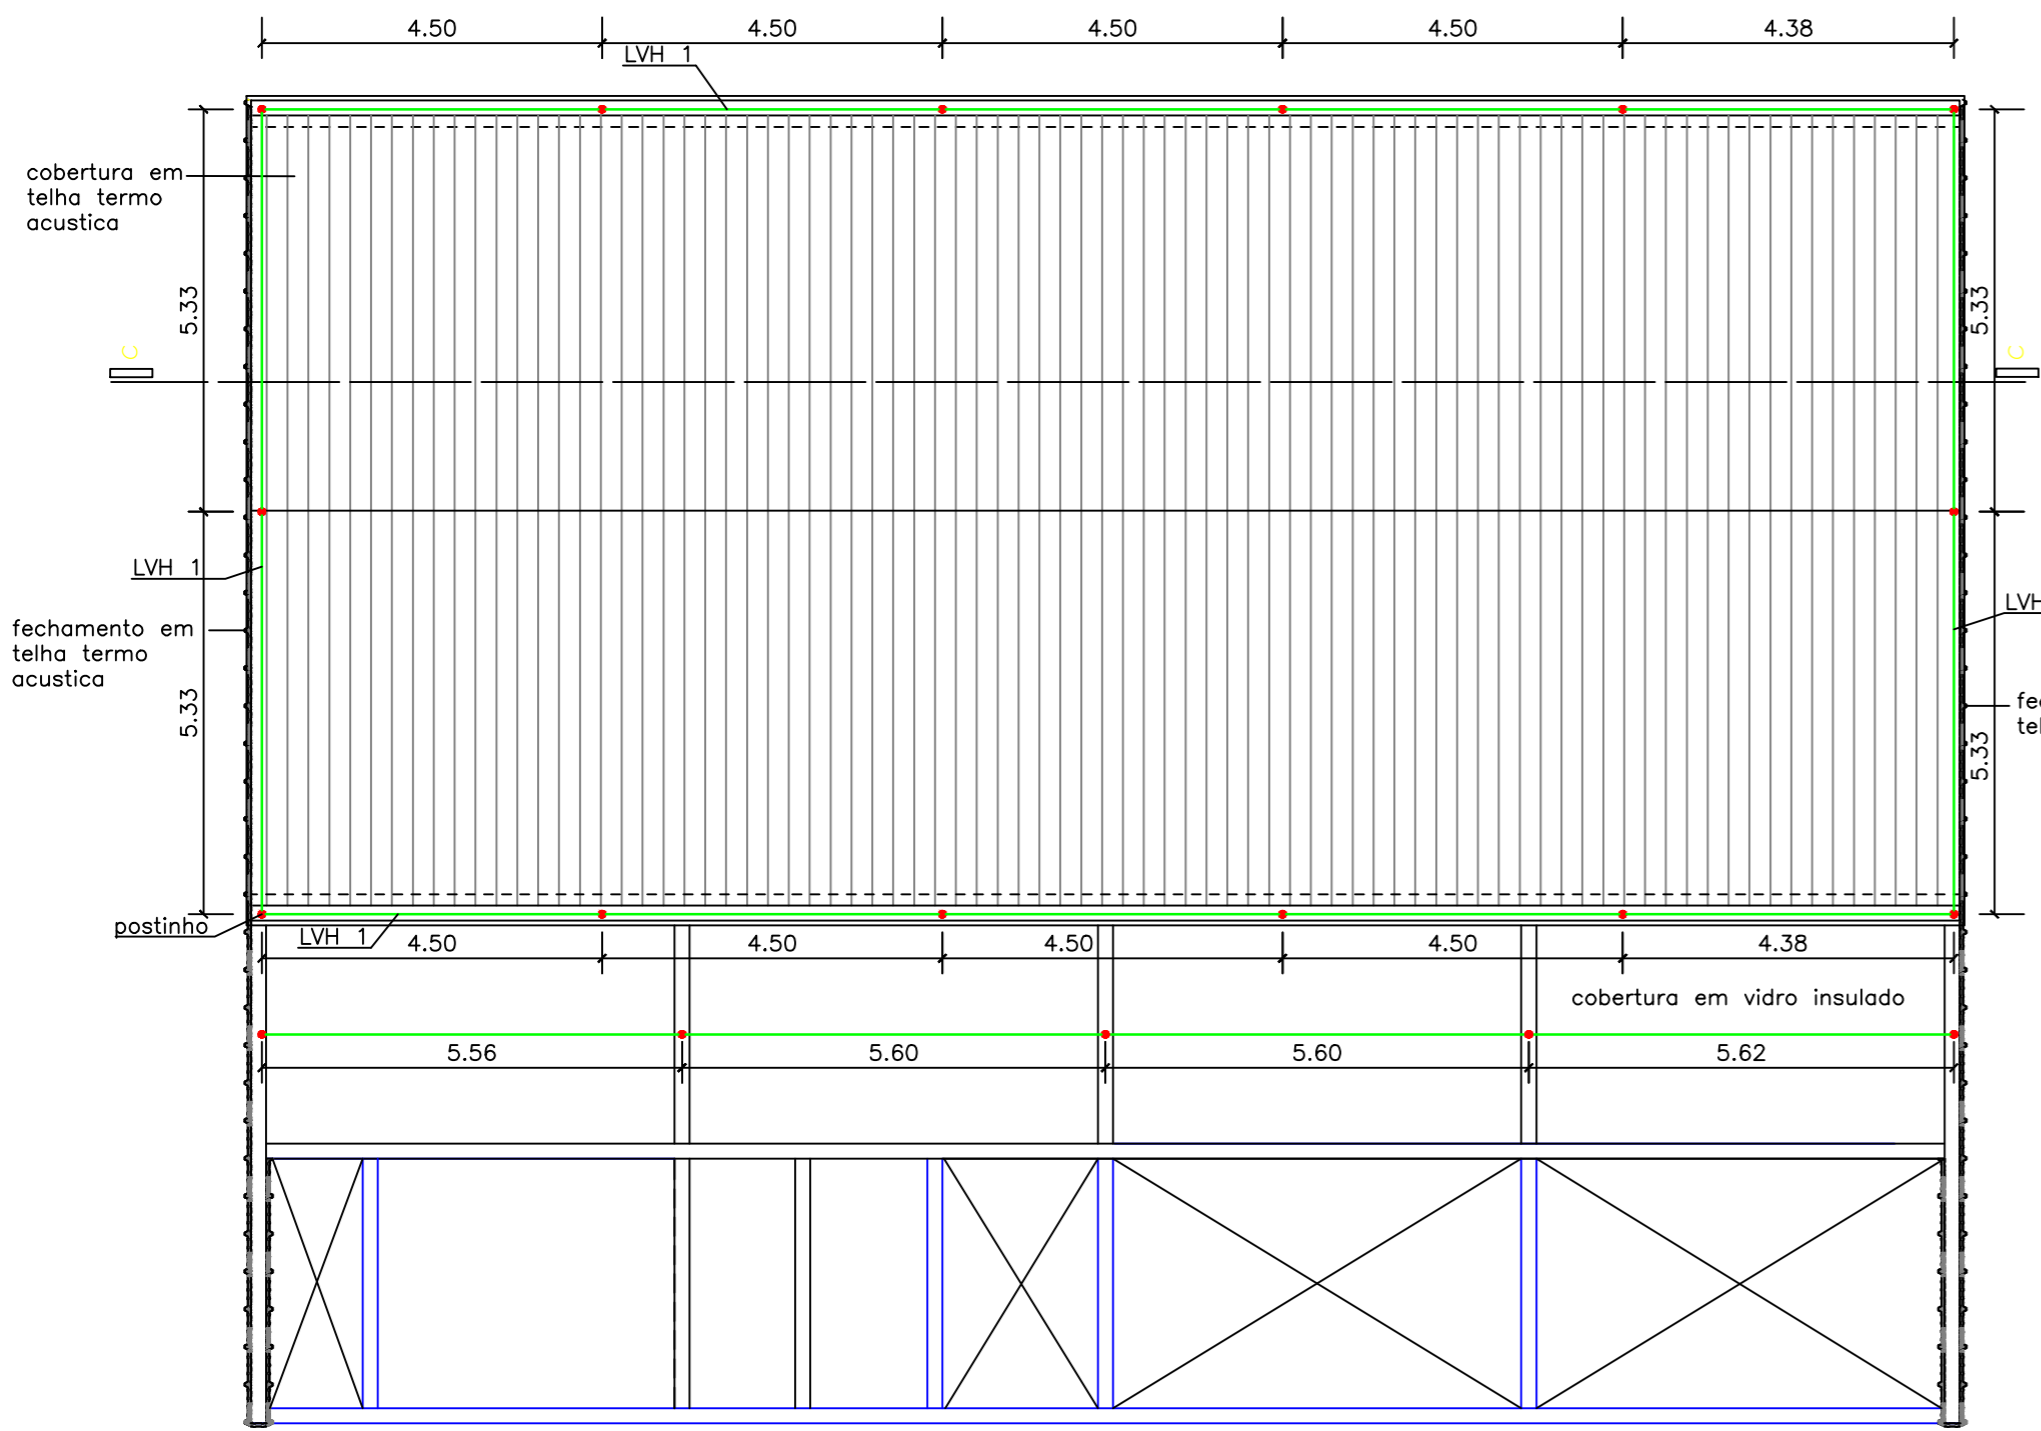 4.50 4.50 4.50 4.50 4.38
LVH 1
cobertura em
telha termo
acustica
5.33 5.33
C C
LVH 1
LVH
fechamento em
telha termo
acustica
5.33 5.33
fe
tel
postinho
LVH 1
4.50 4.50 4.50 4.50 4.38
cobertura em vidro insulado
5.56 5.60 5.60 5.62